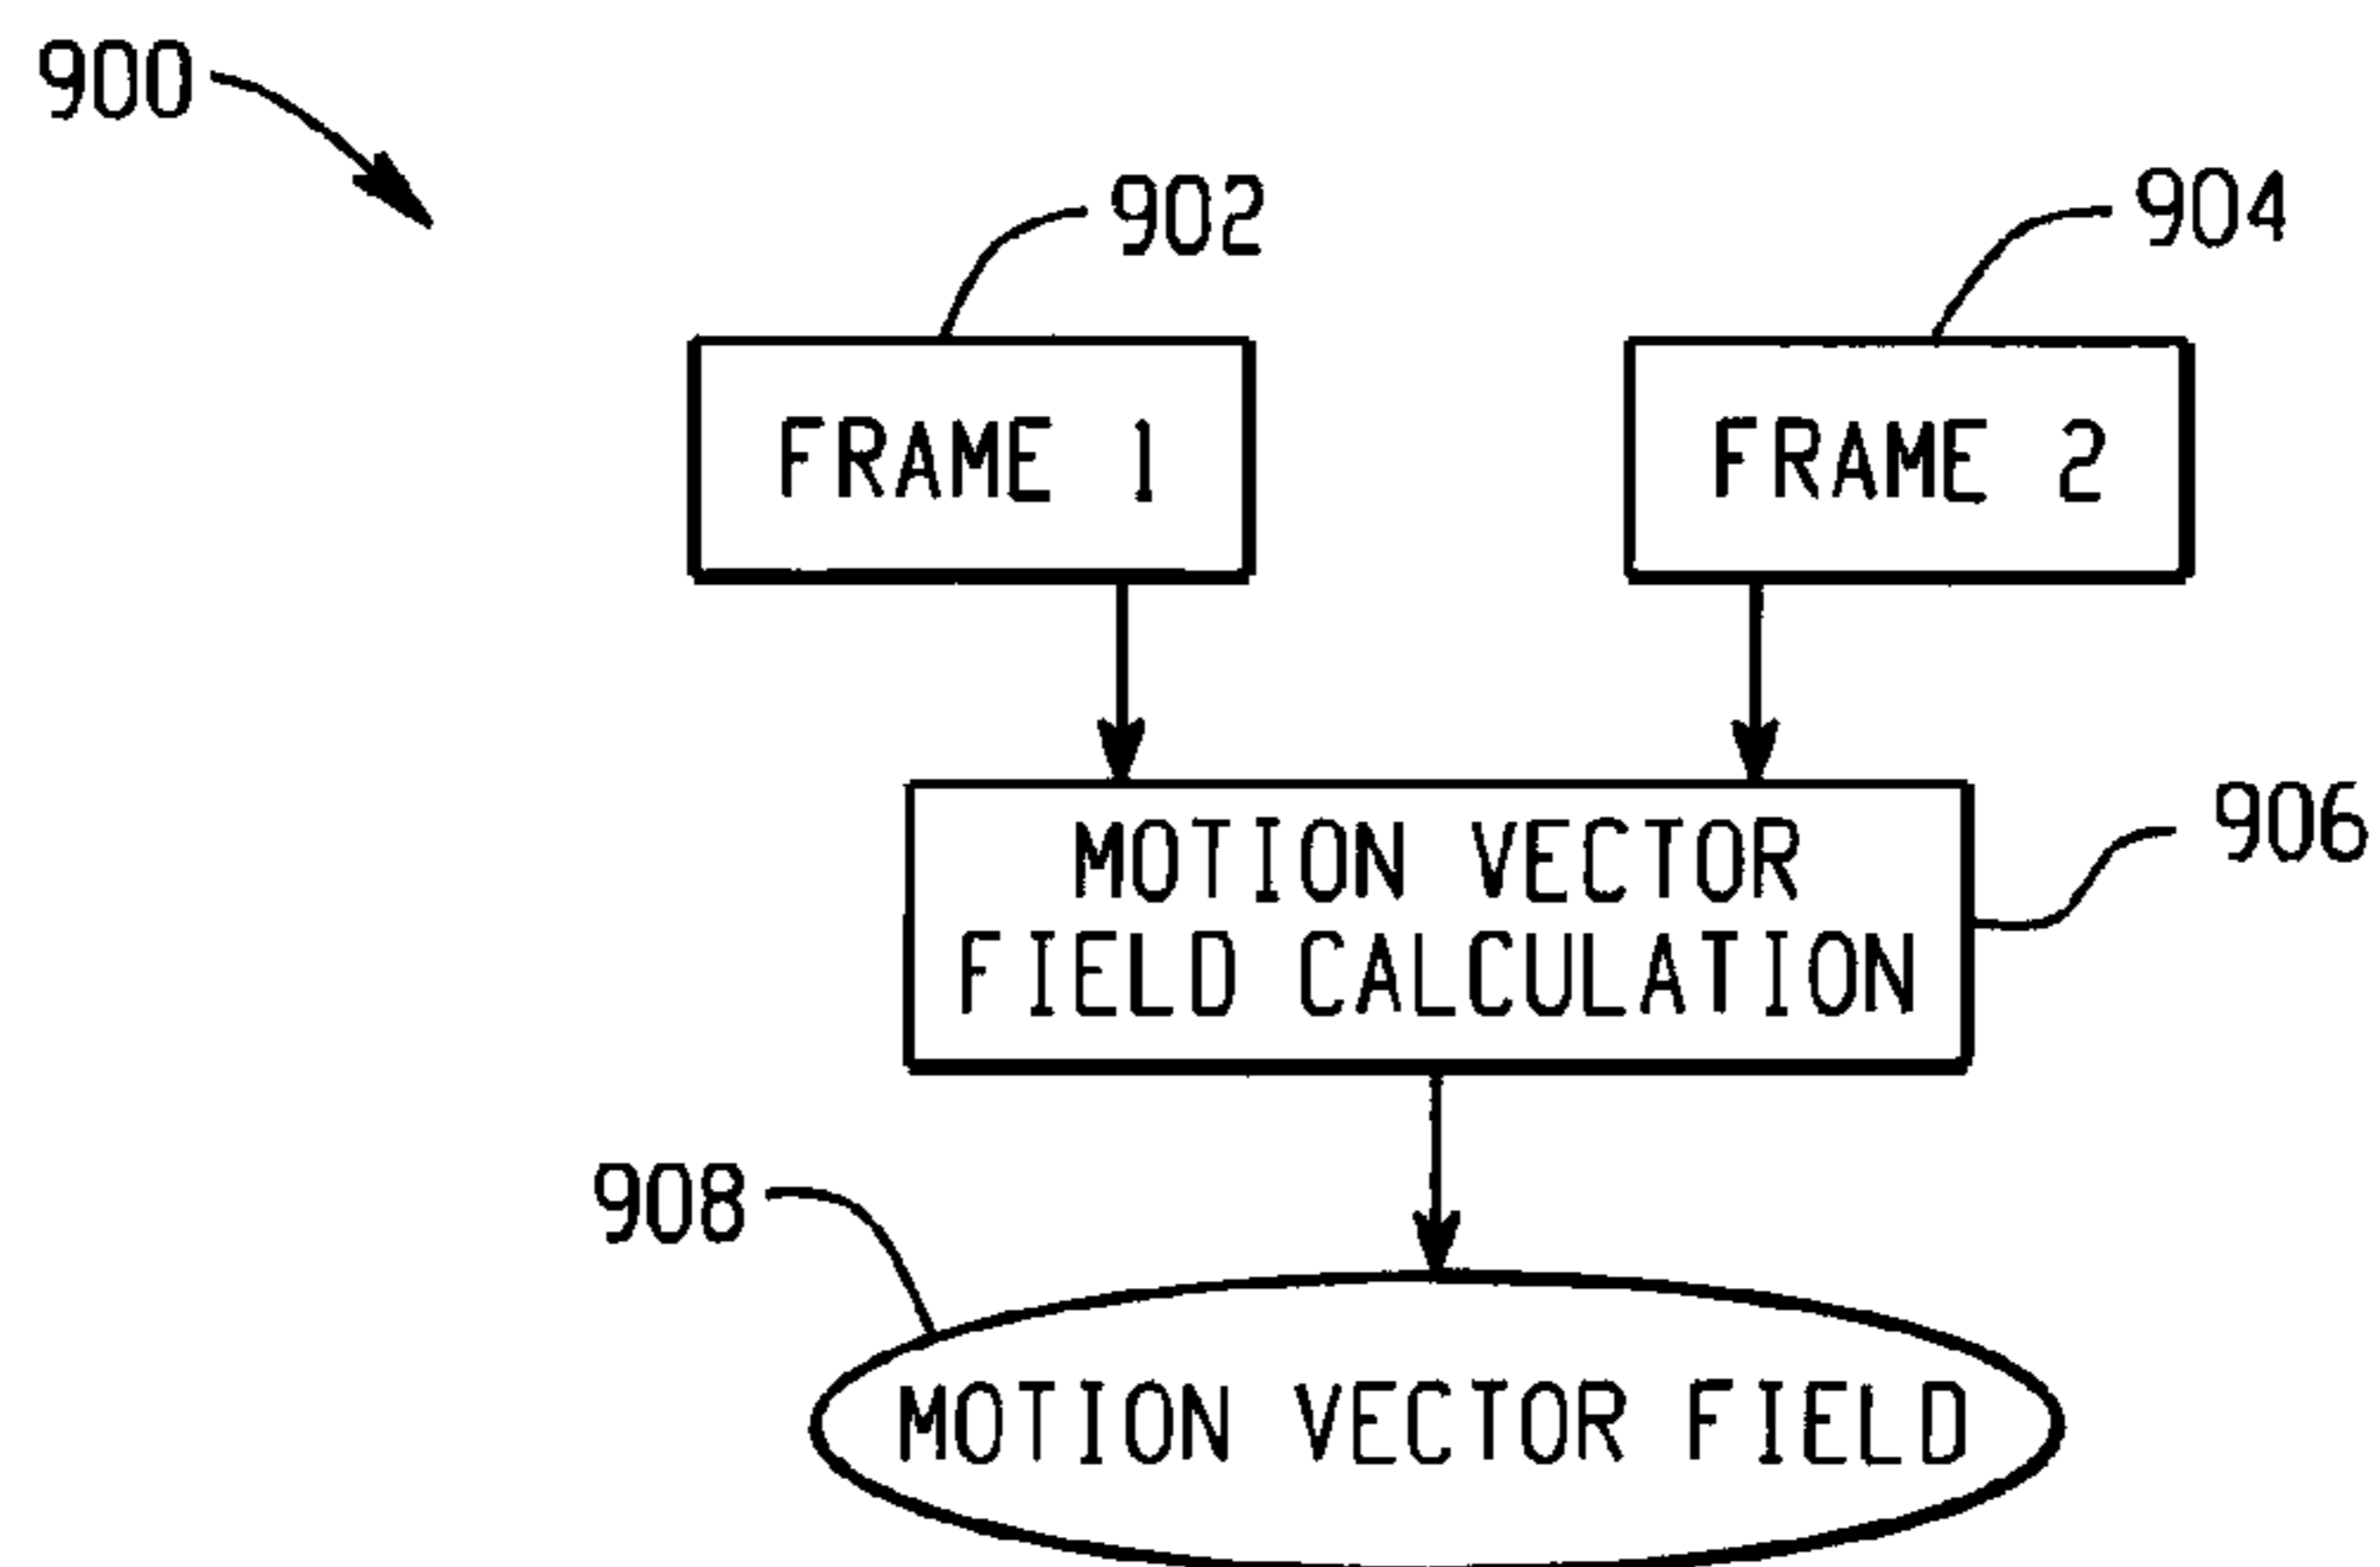 900
902
904
FRAME 1
FRAME 2
MOTION VECTOR
FIELD CALCULATION
906
908
MOTION VECTOR FIELD